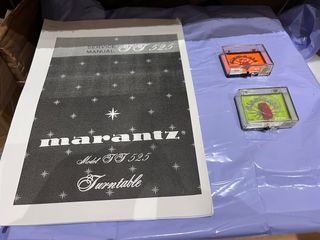 SERVICE
MANUAL TT 525
marantz
Model TT 525
Turntable